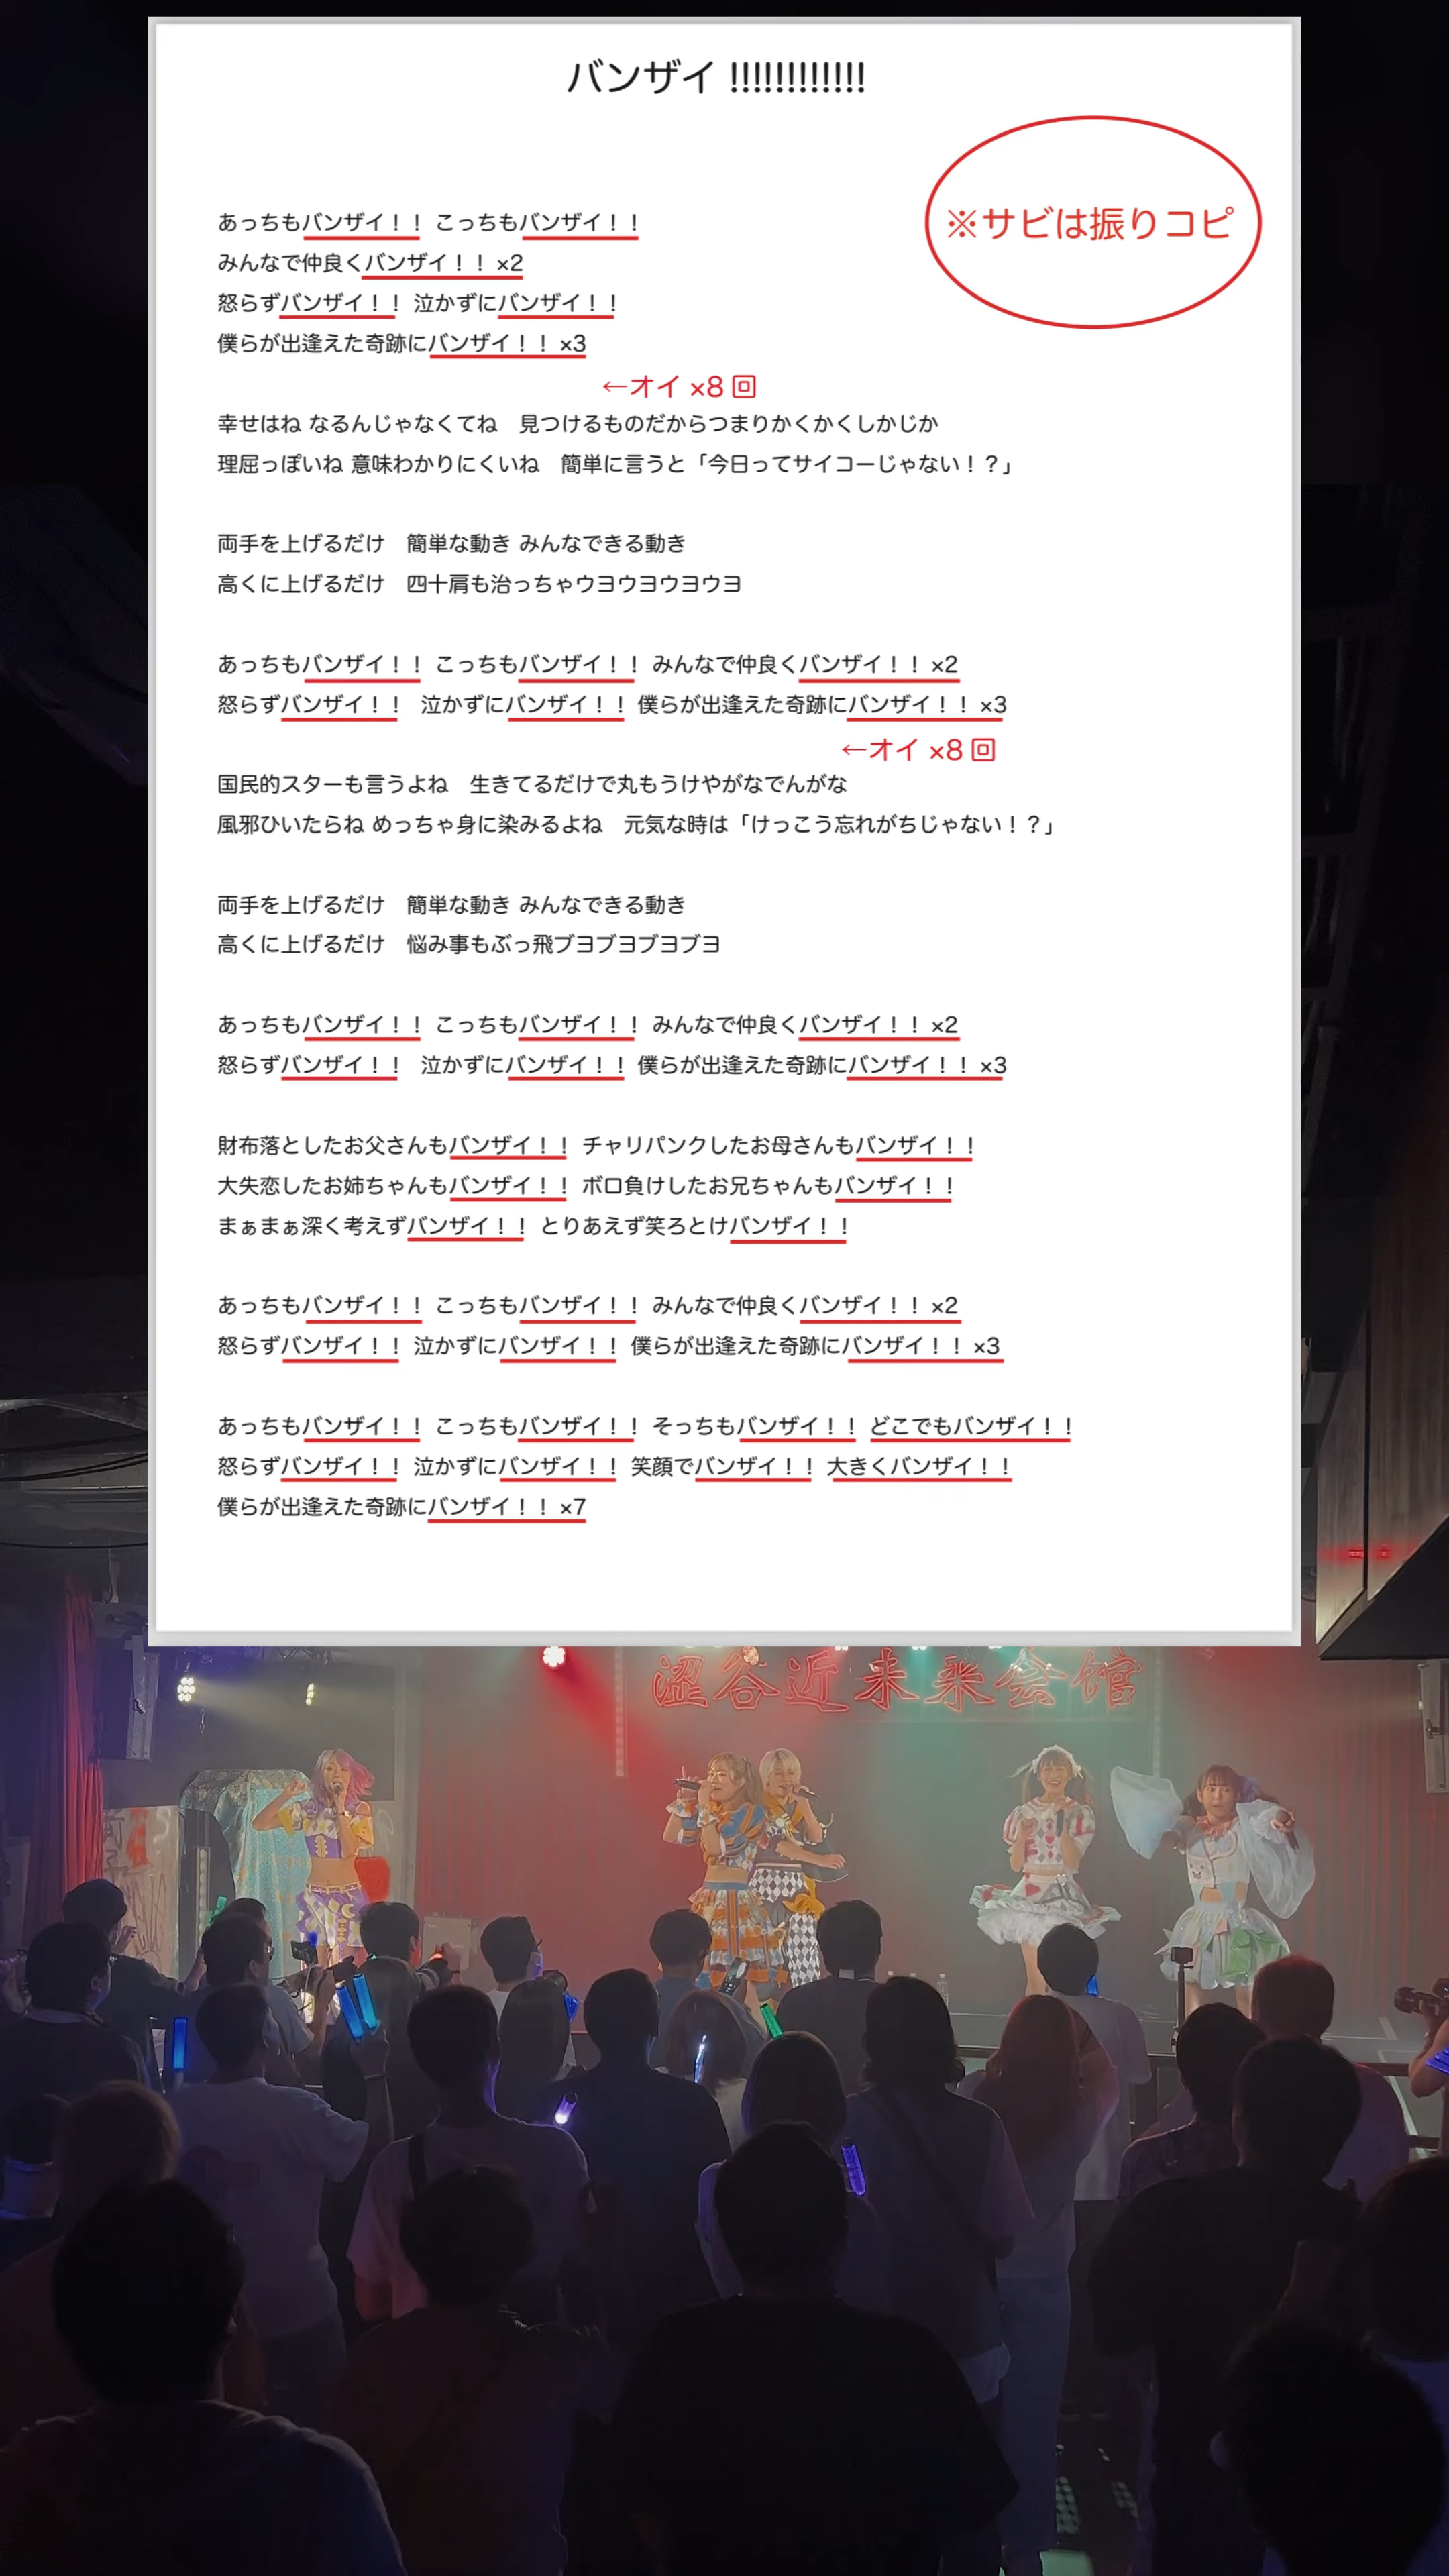 バンザイ !!!!!!!!!!!!
※サビは振りコピ
あっちもバンザイ！！ こっちもバンザイ！！
みんなで仲良くバンザイ！！ ×2
怒らずバンザイ！！ 泣かずにバンザイ！！
僕らが出逢えた奇跡にバンザイ！！ ×3
←オイ ×8 回
幸せはね なるんじゃなくてね　見つけるものだからつまりかくかくしかじか
理屈っぽいね 意味わかりにくいね　簡単に言うと「今日ってサイコーじゃない！？」
両手を上げるだけ　簡単な動き みんなできる動き
高くに上げるだけ　四十肩も治っちゃウヨウヨウヨウヨ
あっちもバンザイ！！ こっちもバンザイ！！ みんなで仲良くバンザイ！！ ×2
怒らずバンザイ！！ 泣かずにバンザイ！！ 僕らが出逢えた奇跡にバンザイ！！ ×3
←オイ ×8 回
国民的スターも言うよね　生きてるだけで丸もうけやがなでんがな
風邪ひいたらね めっちゃ身に染みるよね　元気な時は「けっこう忘れがちじゃない！？」
両手を上げるだけ　簡単な動き みんなできる動き
高くに上げるだけ　悩み事もぶっ飛ブヨブヨブヨブヨ
あっちもバンザイ！！ こっちもバンザイ！！ みんなで仲良くバンザイ！！ ×2
怒らずバンザイ！！ 泣かずにバンザイ！！ 僕らが出逢えた奇跡にバンザイ！！ ×3
財布落としたお父さんもバンザイ！！ チャリパンクしたお母さんもバンザイ！！
大失恋したお姉ちゃんもバンザイ！！ ボロ負けしたお兄ちゃんもバンザイ！！
まぁまぁ深く考えずバンザイ！！ とりあえず笑ろとけバンザイ！！
あっちもバンザイ！！ こっちもバンザイ！！ みんなで仲良くバンザイ！！ ×2
怒らずバンザイ！！ 泣かずにバンザイ！！ 僕らが出逢えた奇跡にバンザイ！！ ×3
あっちもバンザイ！！ こっちもバンザイ！！ そっちもバンザイ！！ どこでもバンザイ！！
怒らずバンザイ！！ 泣かずにバンザイ！！ 笑顔でバンザイ！！ 大きくバンザイ！！
僕らが出逢えた奇跡にバンザイ！！ ×7
澀谷近未来会馆